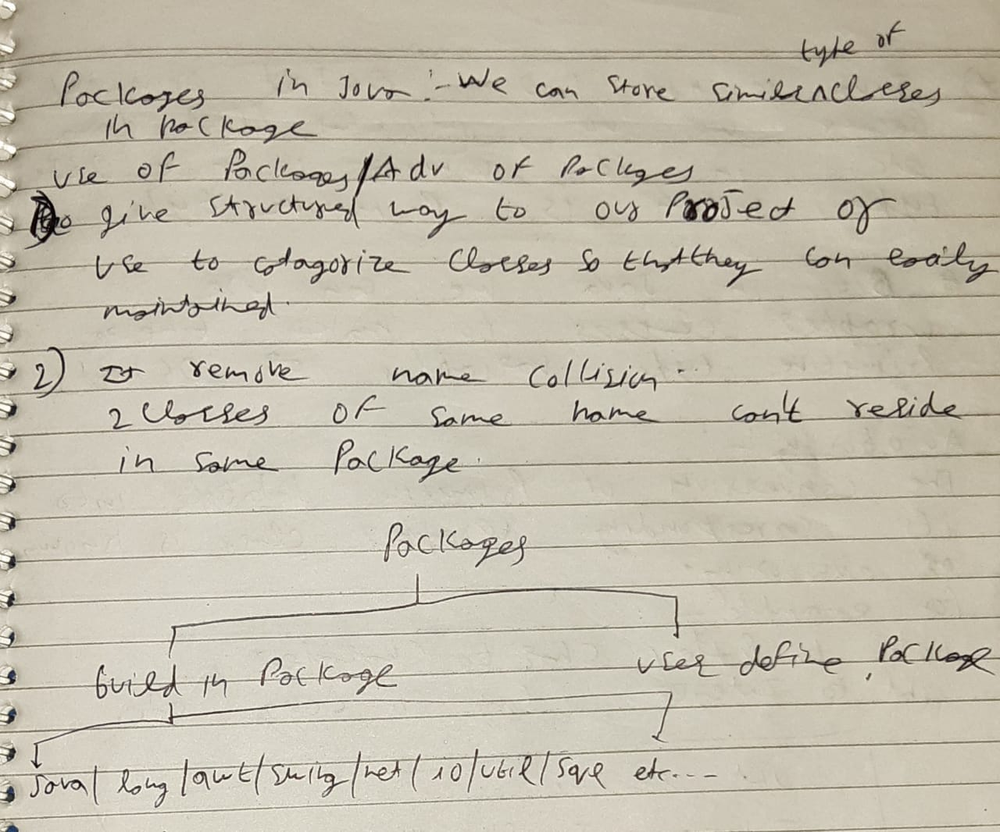 Packages in Java :- We can store similar type of classes
in package
use of Packages/Adv of Packges
to give structured way to our Project or
use to catagorize classes so that they can easily
maintained.
2) It remove name collision..
2 classes of same name can't reside
in same Package.
Packages
build in Package user define Package
Java/ lang /awt/ swing /net/ io/util/ sql etc....